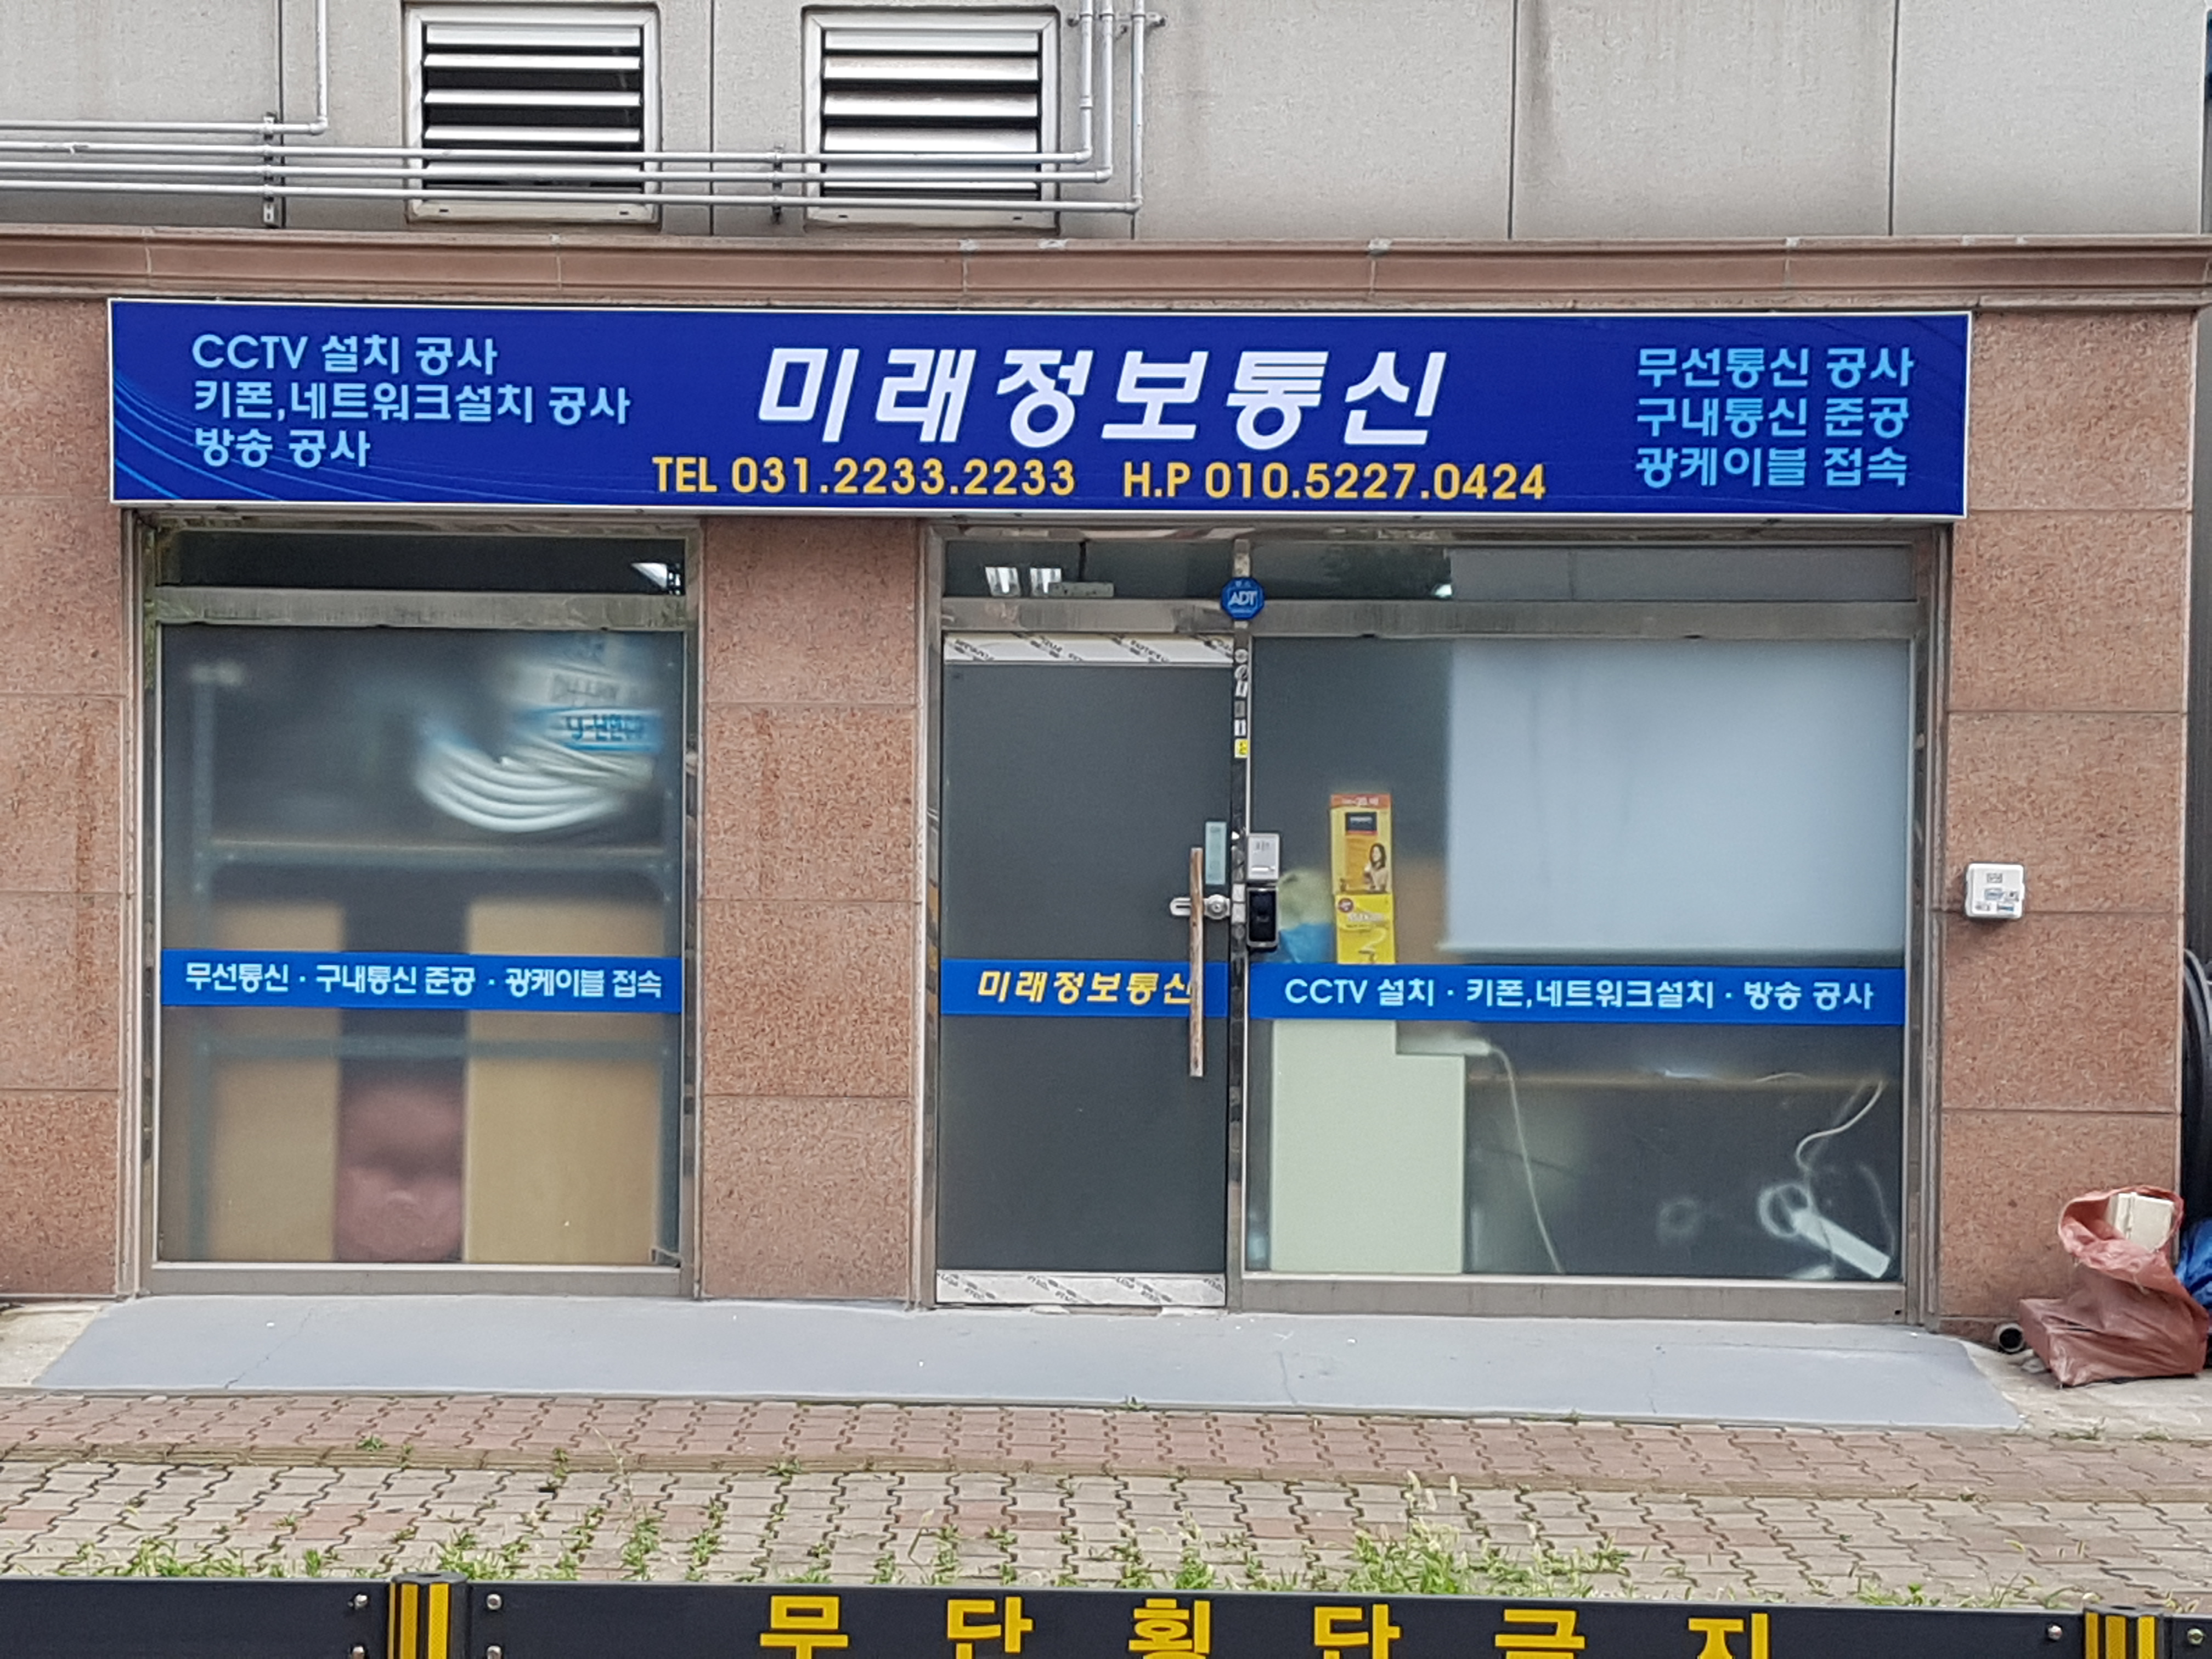 CCTV 설치 공사
키폰,네트워크설치 공사
방송 공사
미래정보통신
TEL 031.2233.2233 H.P 010.5227.0424
무선통신 공사
구내통신 준공
광케이블 접속
ADT
무선통신 · 구내통신 준공 · 광케이블 접속
미래정보통신
CCTV 설치 · 키폰,네트워크설치 · 방송 공사
무단횡단금지